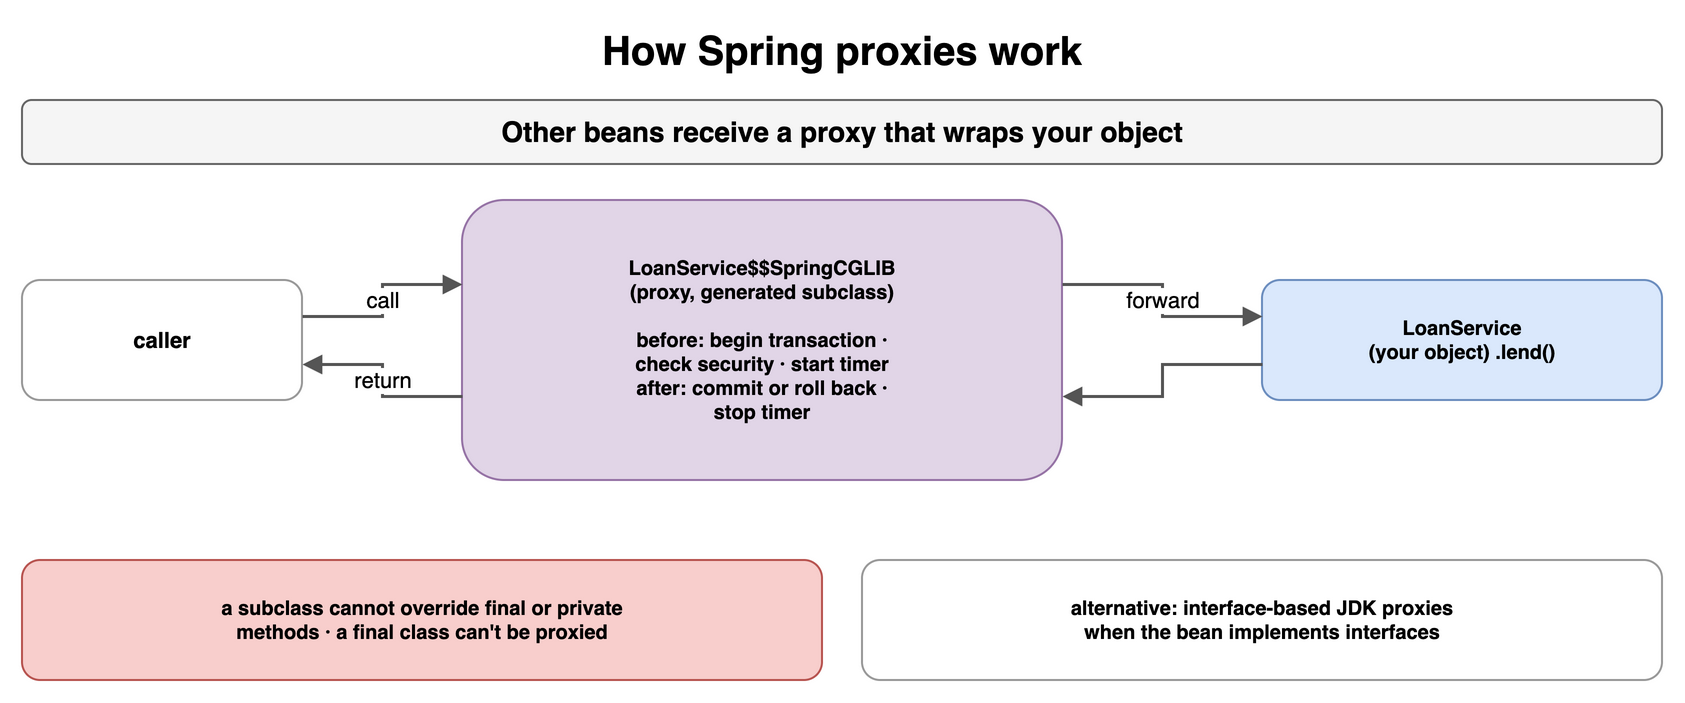 How Spring proxies work
Other beans receive a proxy that wraps your object
caller
call
return
LoanService$$SpringCGLIB
(proxy, generated subclass)
before: begin transaction ·
check security · start timer
after: commit or roll back ·
stop timer
forward
LoanService
(your object) .lend()
a subclass cannot override final or private
methods · a final class can't be proxied
alternative: interface-based JDK proxies
when the bean implements interfaces